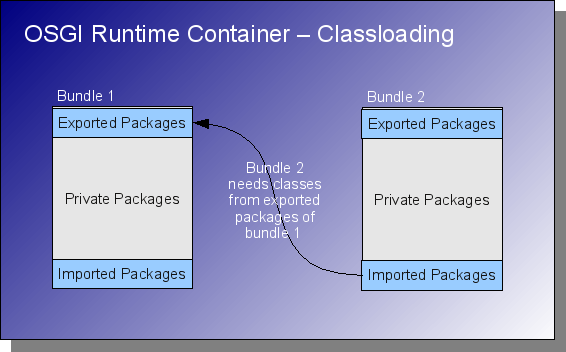 OSGI Runtime Container – Classloading
Bundle 1
Exported Packages
Private Packages
Imported Packages
Bundle 2
needs classes
from exported
packages of
bundle 1
Bundle 2
Exported Packages
Private Packages
Imported Packages